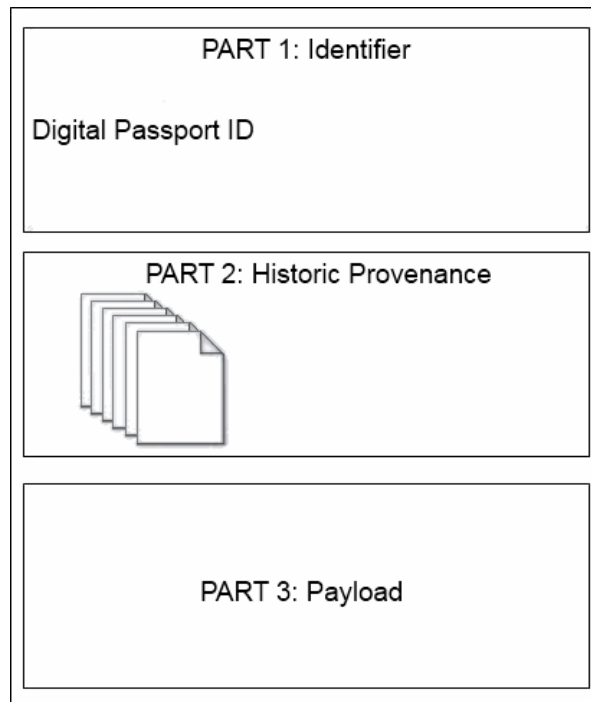 PART 1: Identifier
Digital Passport ID
PART 2: Historic Provenance
PART 3: Payload